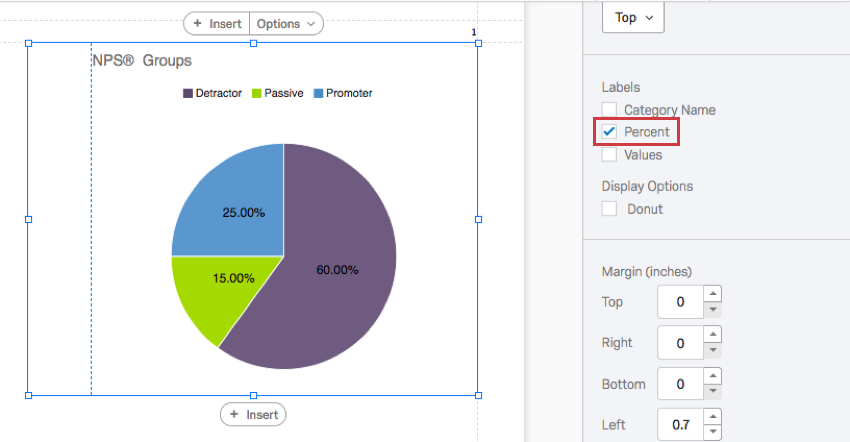 + Insert Options
1
NPS® Groups
Detractor Passive Promoter
25.00%
15.00%
60.00%
+ Insert
Top
Labels
Category Name
Percent
Values
Display Options
Donut
Margin (inches)
Top 0
Right 0
Bottom 0
Left 0.7